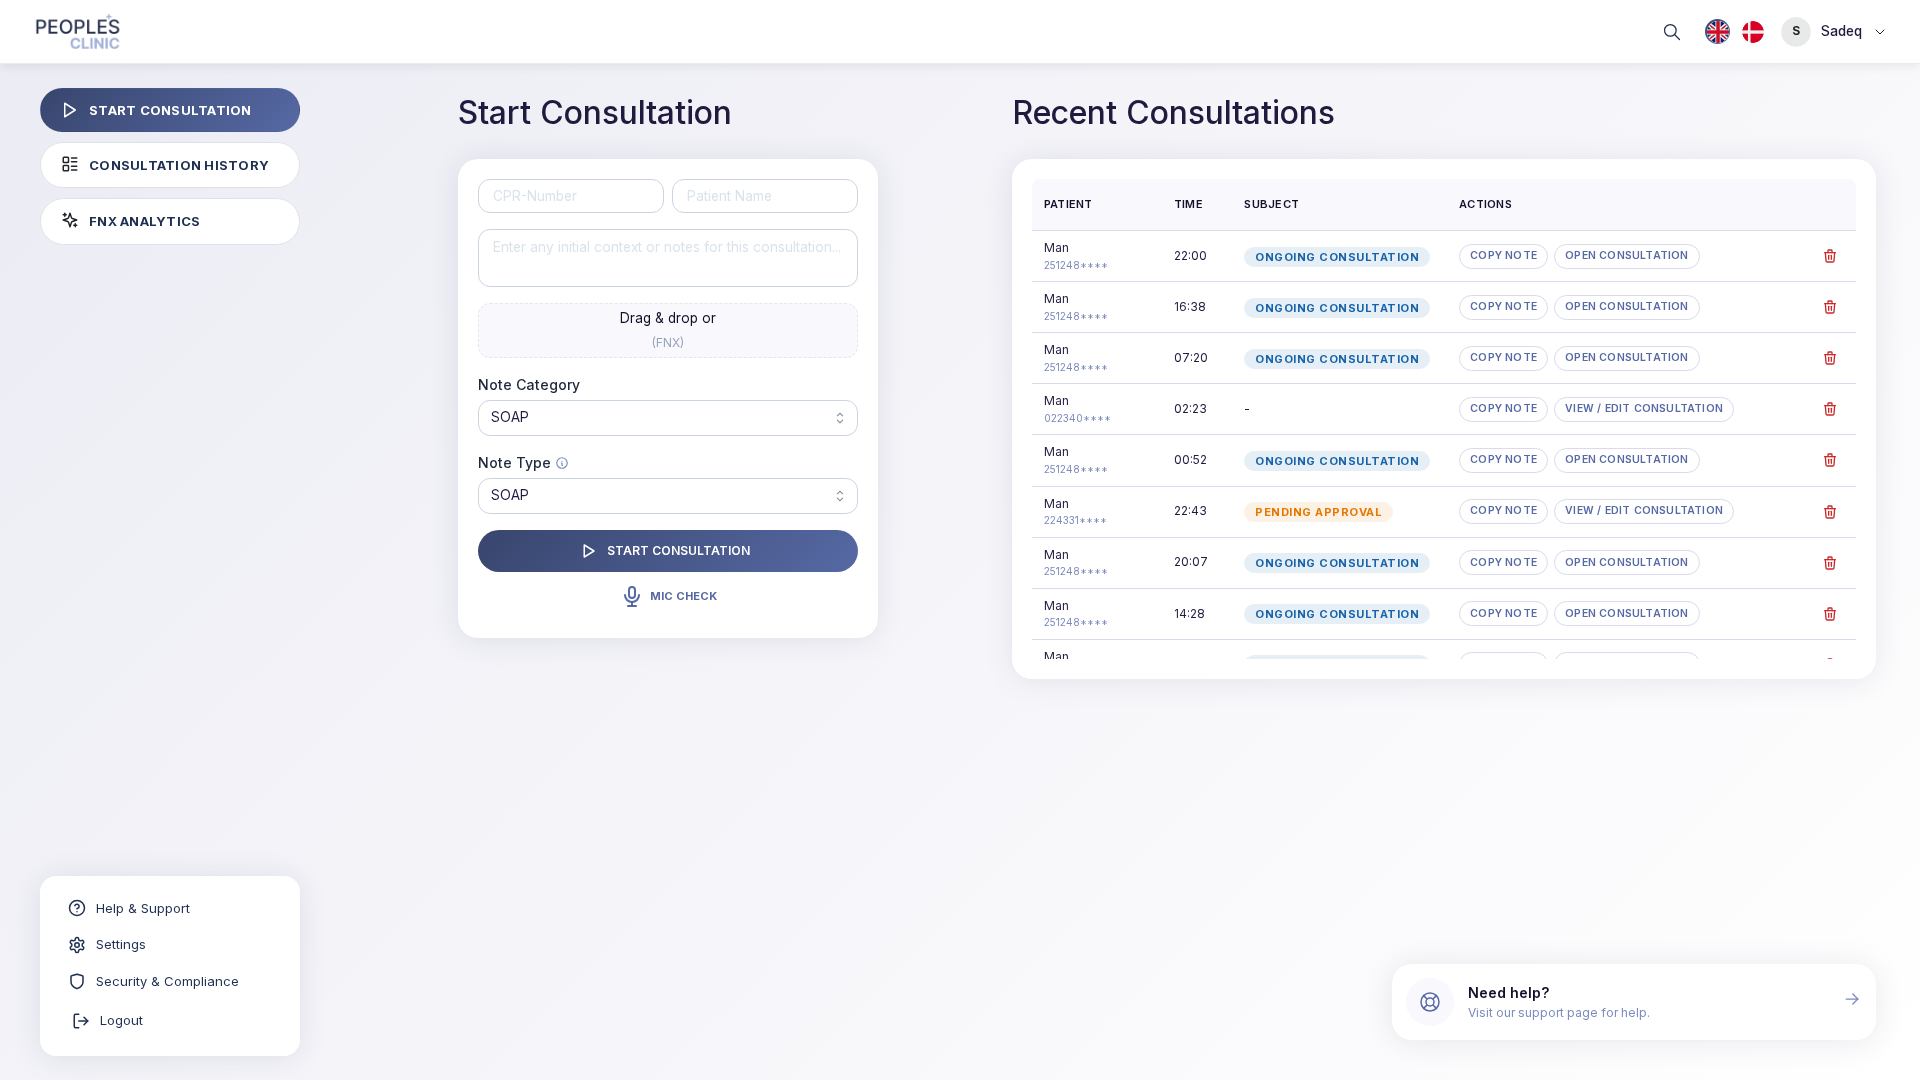 PEOPLE'S
CLINIC
S
Sadeq
START CONSULTATION
CONSULTATION HISTORY
FNX ANALYTICS
Start Consultation
CPR-Number
Patient Name
Enter any initial context or notes for this consultation...
Drag & drop or
(FNX)
Note Category
SOAP
Note Type
SOAP
START CONSULTATION
MIC CHECK
Recent Consultations
PATIENT TIME SUBJECT ACTIONS
Man
251248****
22:00 ONGOING CONSULTATION COPY NOTE OPEN CONSULTATION
Man
251248****
16:38 ONGOING CONSULTATION COPY NOTE OPEN CONSULTATION
Man
251248****
07:20 ONGOING CONSULTATION COPY NOTE OPEN CONSULTATION
Man
022340****
02:23 - COPY NOTE VIEW / EDIT CONSULTATION
Man
251248****
00:52 ONGOING CONSULTATION COPY NOTE OPEN CONSULTATION
Man
224331****
22:43 PENDING APPROVAL COPY NOTE VIEW / EDIT CONSULTATION
Man
251248****
20:07 ONGOING CONSULTATION COPY NOTE OPEN CONSULTATION
Man
251248****
14:28 ONGOING CONSULTATION COPY NOTE OPEN CONSULTATION
Man
Help & Support
Settings
Security & Compliance
Logout
Need help?
Visit our support page for help.